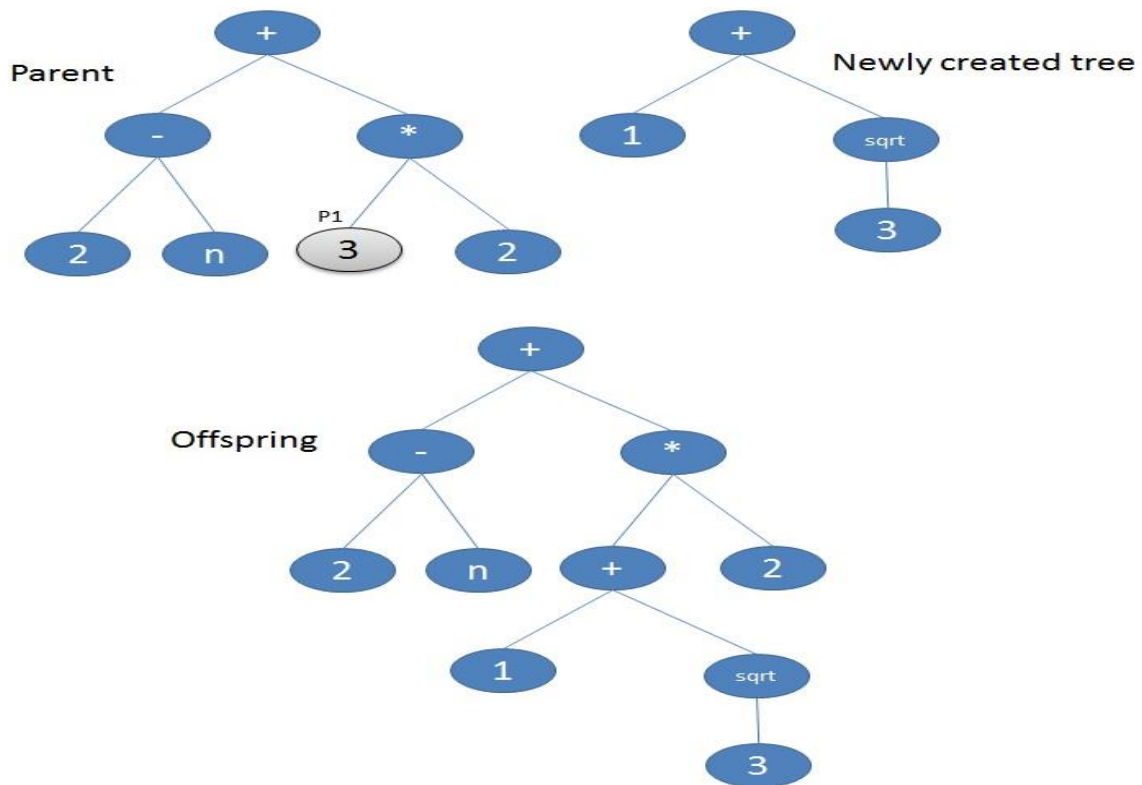 + +
Parent Newly created tree
- * 1 sqrt
P1
2 n 3 2 3
+
Offspring - *
2 n + 2
1 sqrt
3